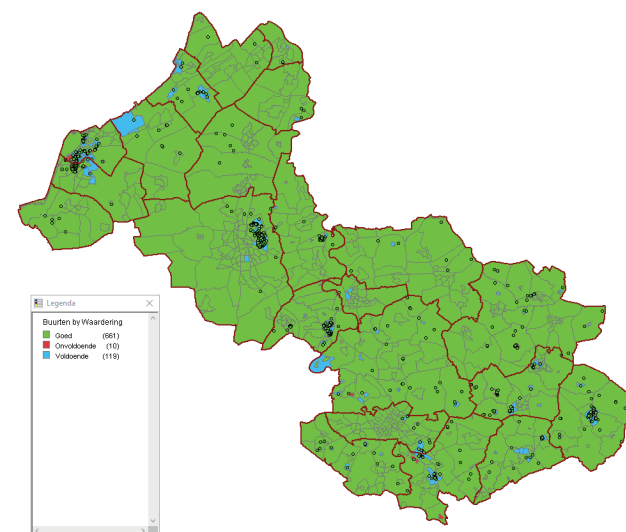 Legenda
Buurten by Waardering
Goed (661)
Onvoldoende (10)
Voldoende (119)